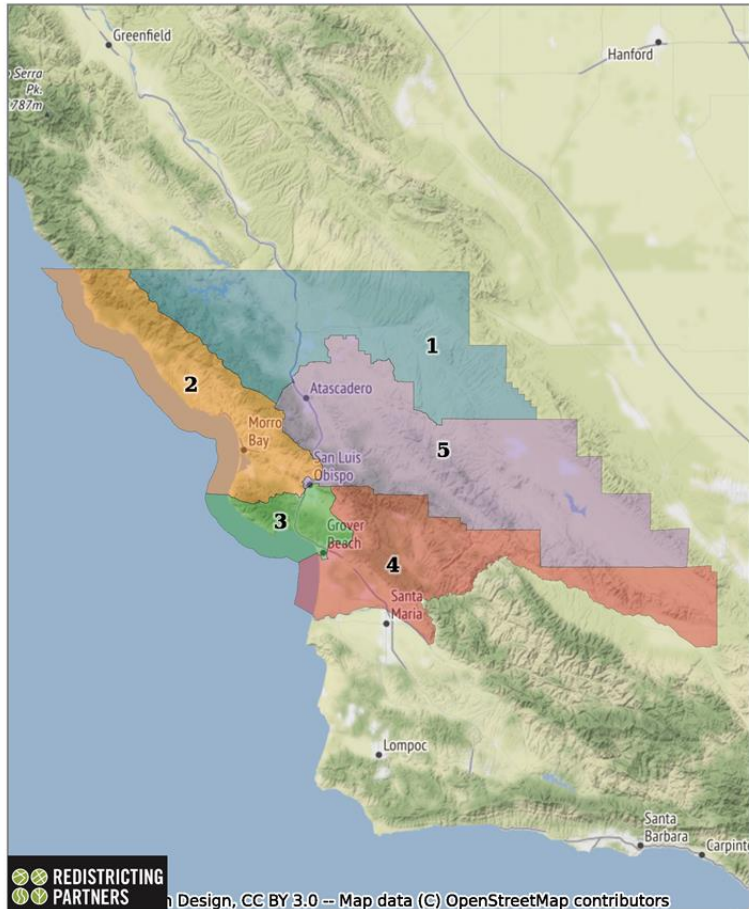 Greenfield
Hanford
Serra
Pk.
787m
1
2
Atascadero
Morro
Bay
5
San Luis
Obispo
3
Grover
Beach
4
Santa
Maria
Lompoc
Santa
Barbara
Carpint
REDISTRICTING
PARTNERS
Design, CC BY 3.0 -- Map data (C) OpenStreetMap contributors